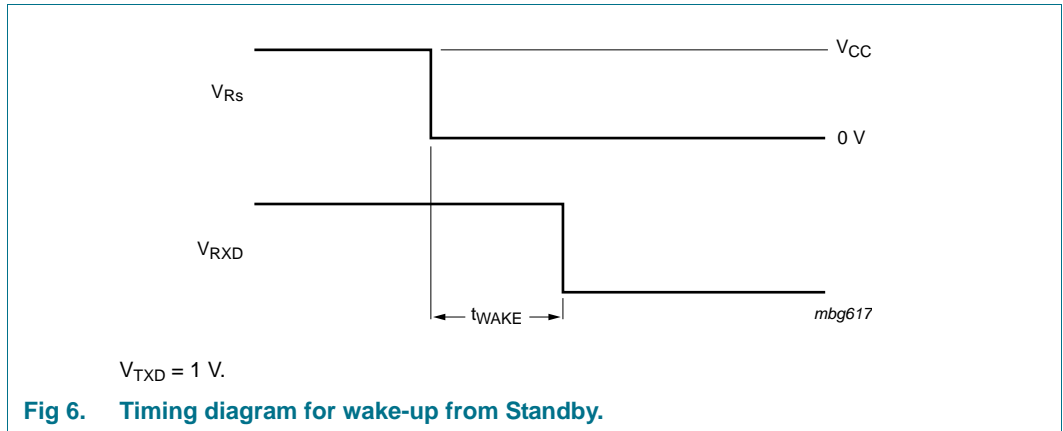 V_CC
V_Rs
0 V
V_RXD
t_WAKE
mbg617
V_TXD = 1 V.
Fig 6. Timing diagram for wake-up from Standby.